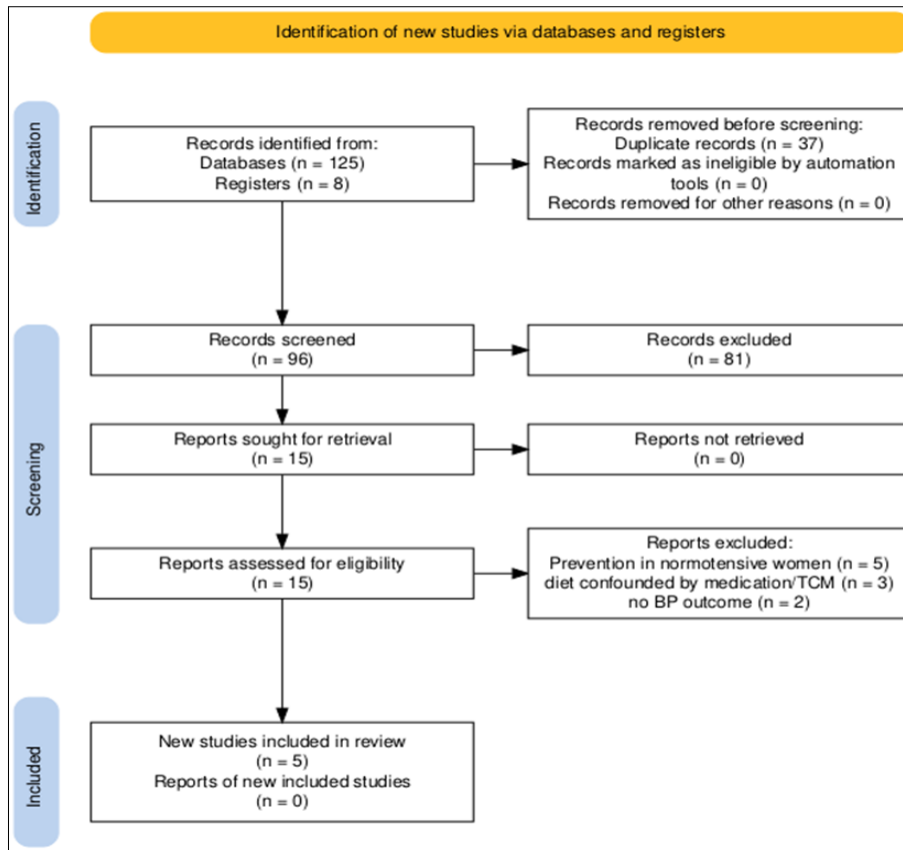 Identification of new studies via databases and registers
Identification
Records identified from:
Databases (n = 125)
Registers (n = 8)
Records removed before screening:
Duplicate records (n = 37)
Records marked as ineligible by automation
tools (n = 0)
Records removed for other reasons (n = 0)
Screening
Records screened
(n = 96)
Records excluded
(n = 81)
Reports sought for retrieval
(n = 15)
Reports not retrieved
(n = 0)
Reports assessed for eligibility
(n = 15)
Reports excluded:
Prevention in normotensive women (n = 5)
diet confounded by medication/TCM (n = 3)
no BP outcome (n = 2)
Included
New studies included in review
(n = 5)
Reports of new included studies
(n = 0)